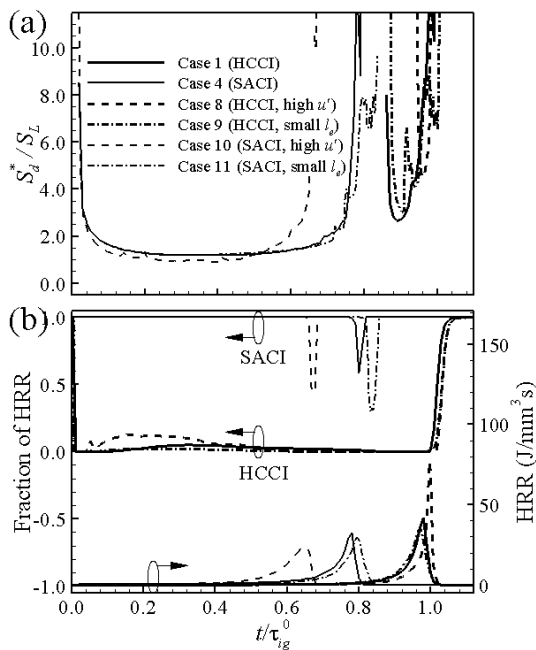 (a)
10.0
8.0
6.0
4.0
2.0
0.0
S*d / SL
Case 1 (HCCI)
Case 4 (SACI)
Case 8 (HCCI, high u')
Case 9 (HCCI, small le)
Case 10 (SACI, high u')
Case 11 (SACI, small le)
(b)
1.0
0.5
0.0
-0.5
-1.0
Fraction of HRR
SACI
HCCI
150
100
50
0
HRR (J/mm³s)
0.0 0.2 0.4 0.6 0.8 1.0
t/τ⁰ig